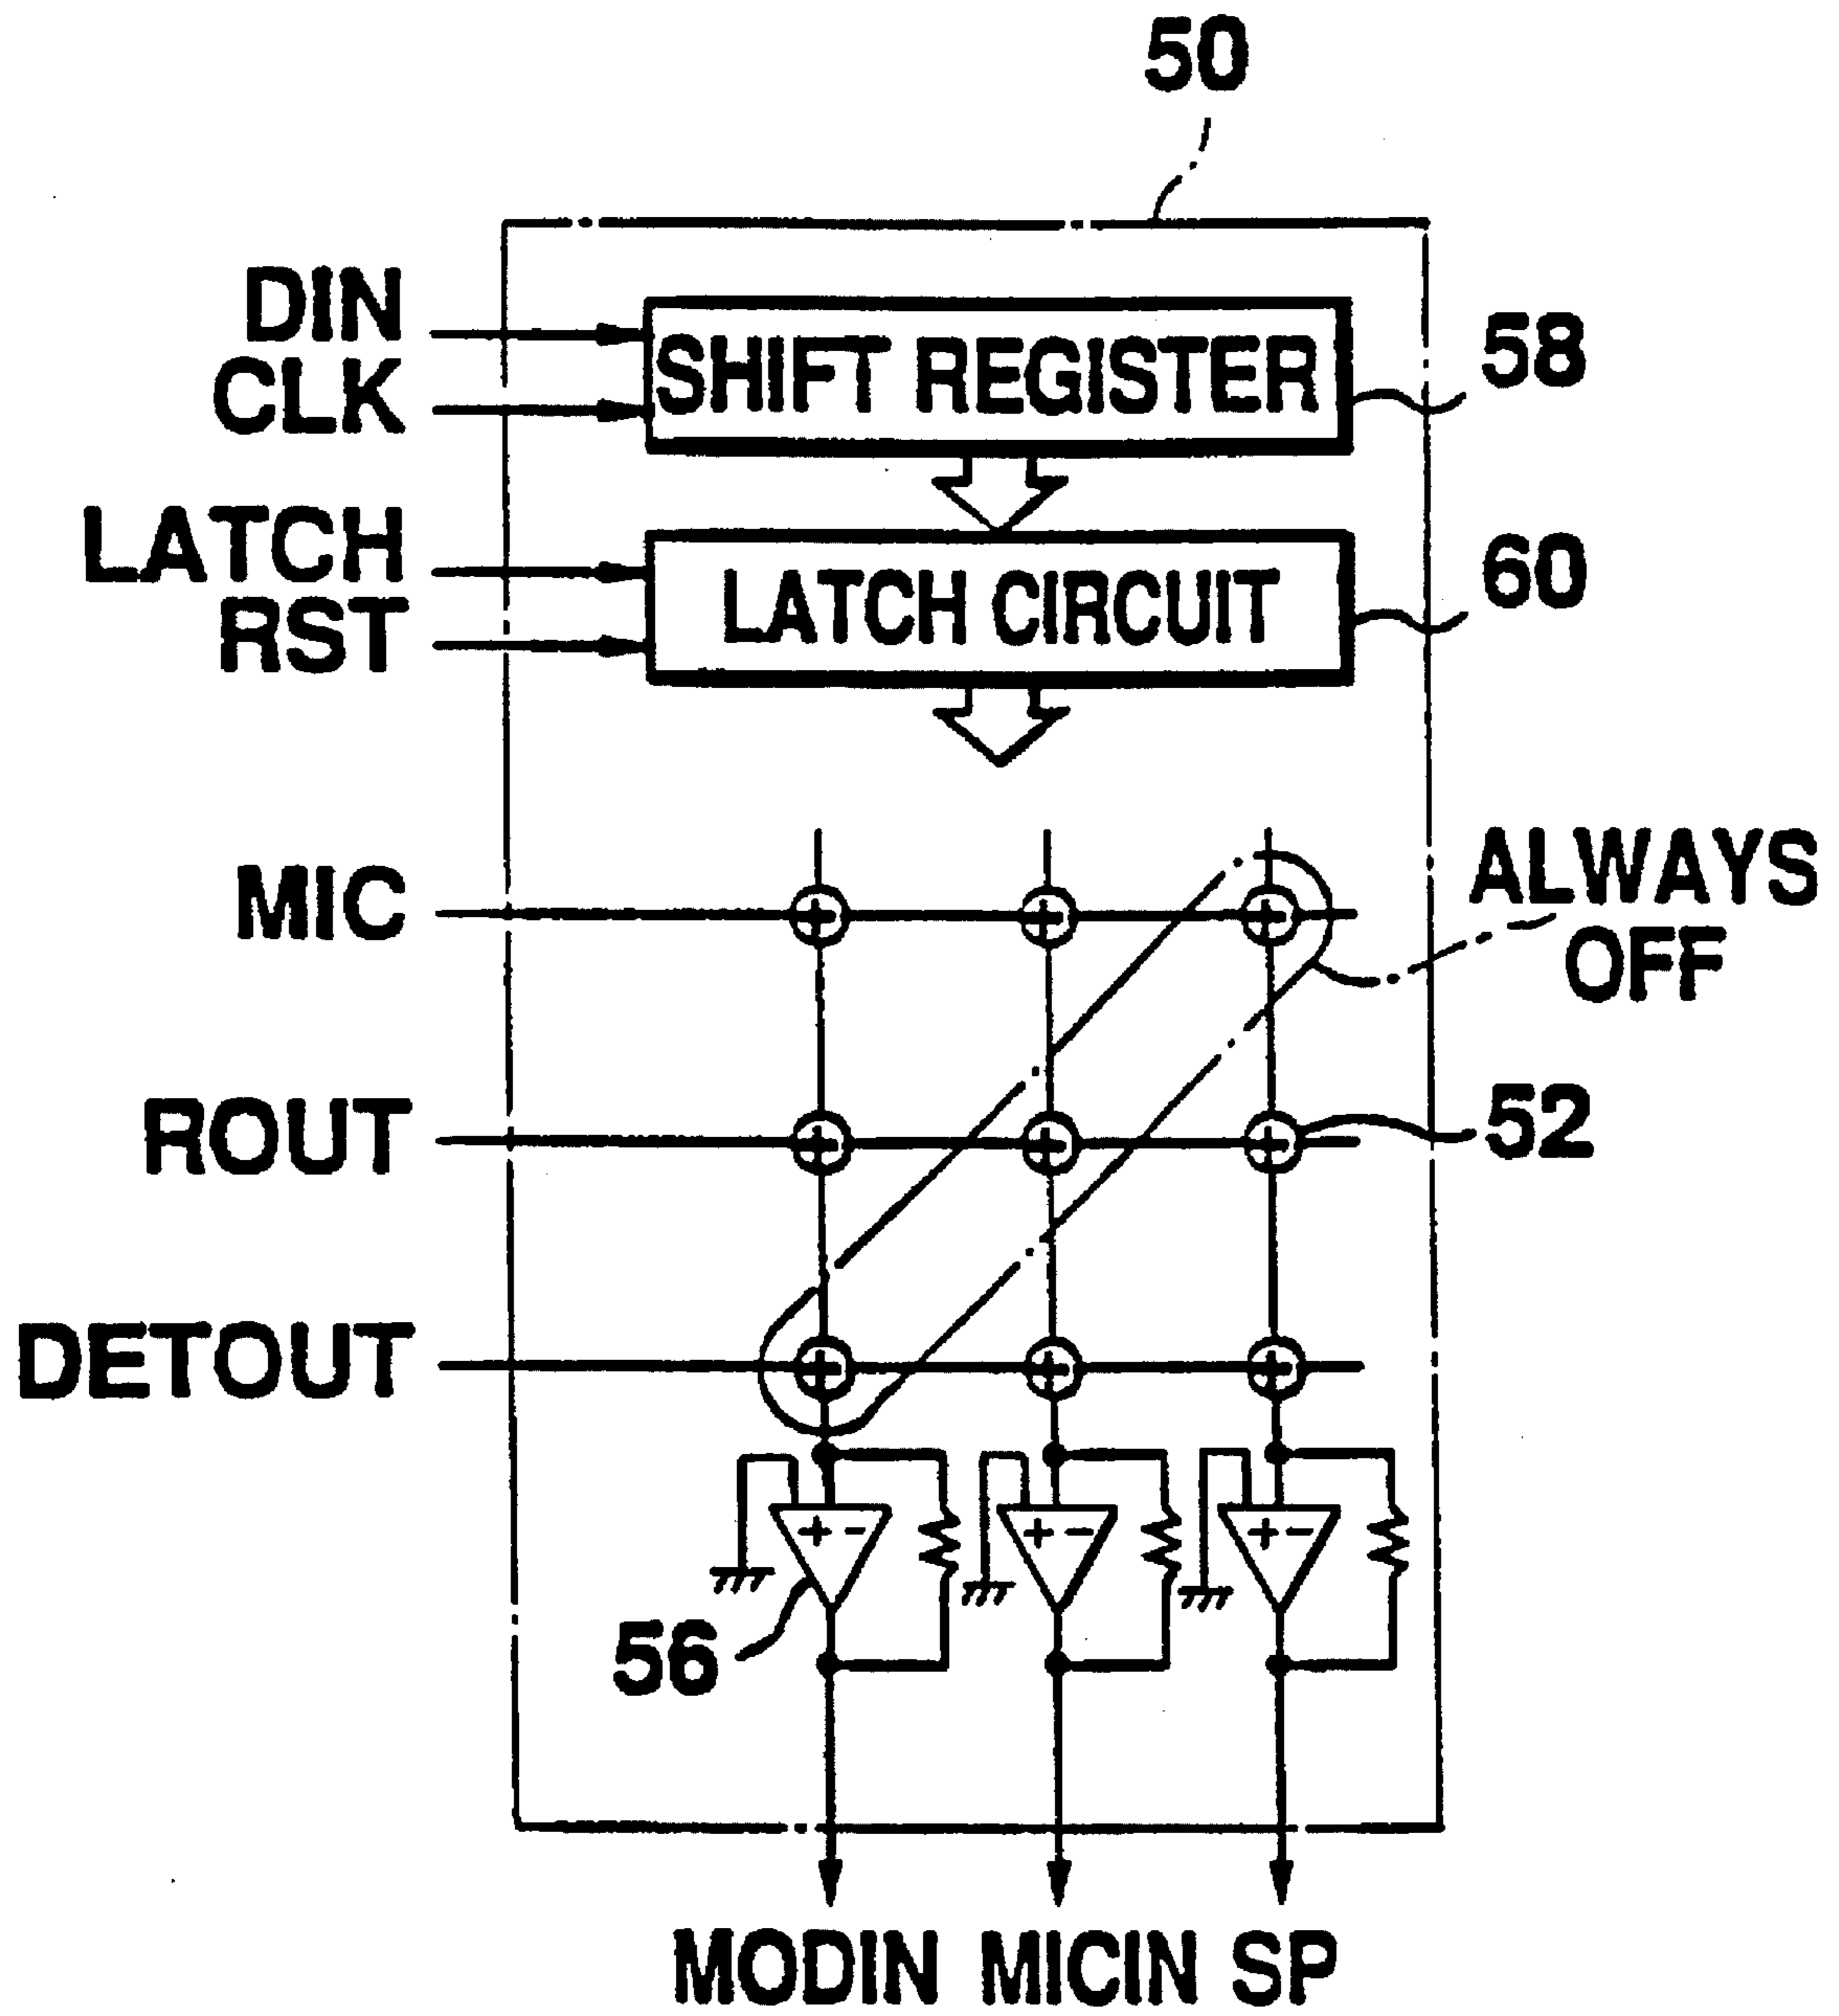 50
DIN
CLK
SHIFT REGISTER
58
LATCH
RST
LATCH CIRCUIT
60
MIC
ALWAYS
OFF
ROUT
52
DETOUT
+ -
+ -
+ -
56
MODIN MICIN SP